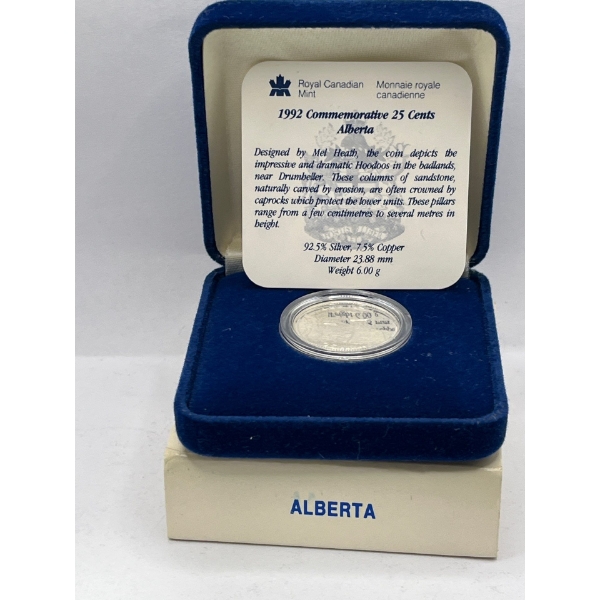 Royal Canadian Mint
Monnaie royale canadienne
1992 Commemorative 25 Cents
Alberta
Designed by Mel Heath, the coin depicts the
impressive and dramatic Hoodoos in the badlands,
near Drumheller. These columns of sandstone,
naturally carved by erosion, are often crowned by
caprocks which protect the lower units. These pillars
range from a few centimetres to several metres in
height.
92.5% Silver, 7.5% Copper
Diameter 23.88 mm
Weight 6.00 g
ALBERTA